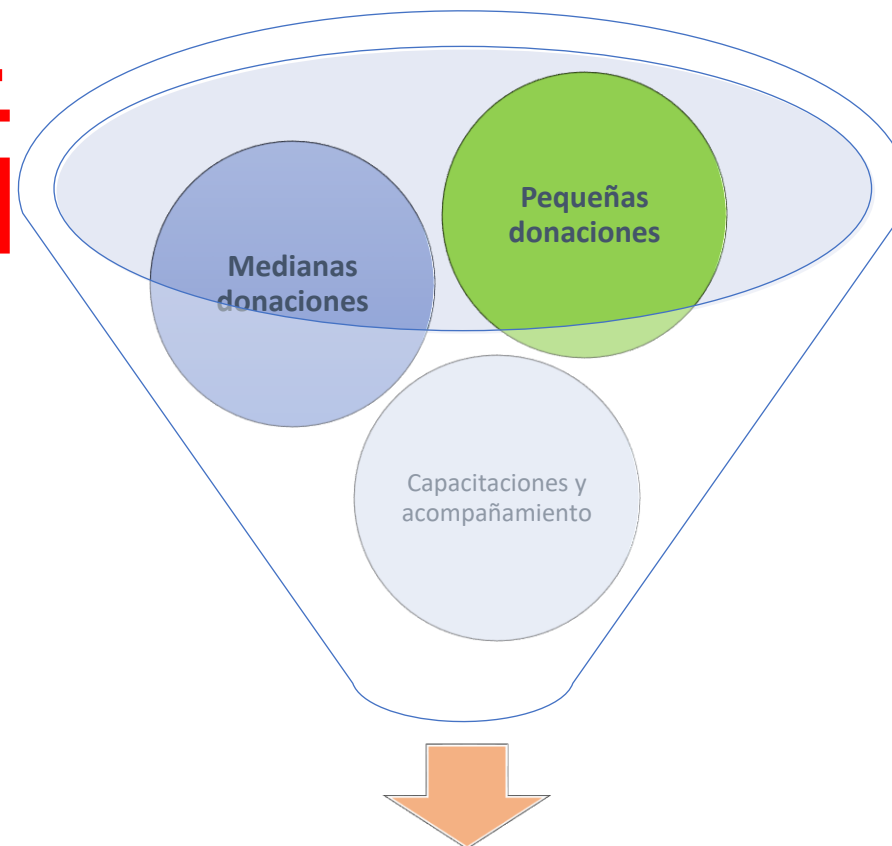 Pequeñas
donaciones
Medianas
donaciones
Capacitaciones y
acompañamiento